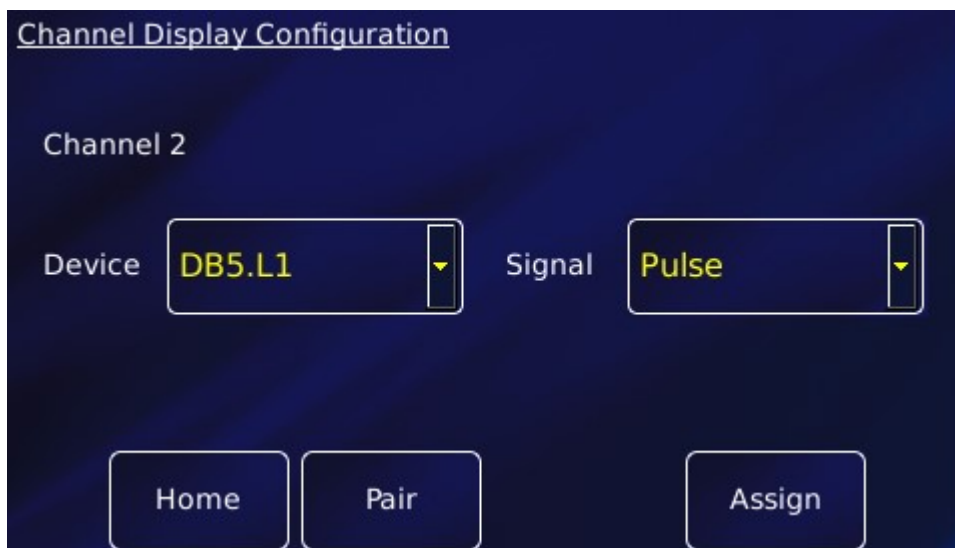 Channel Display Configuration
Channel 2
Device DB5.L1 Signal Pulse
Home Pair Assign